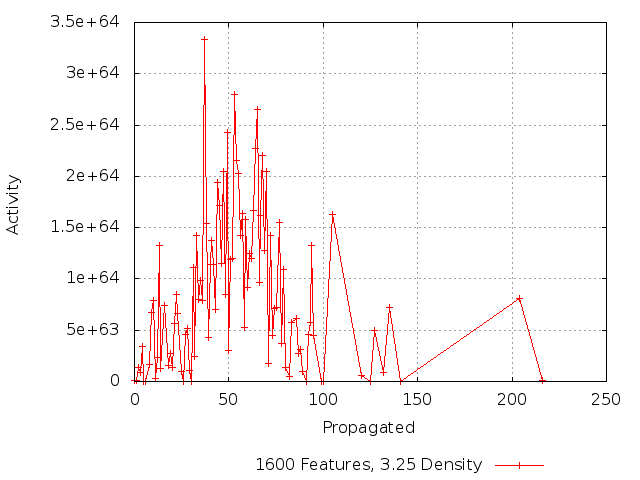 3.5e+64
3e+64
2.5e+64
2e+64
1.5e+64
1e+64
5e+63
0
Activity
0 50 100 150 200 250
Propagated
1600 Features, 3.25 Density